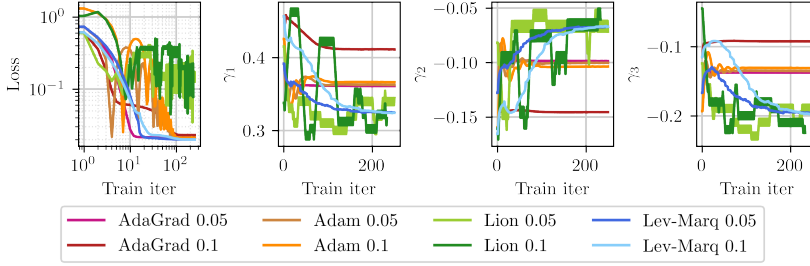 10⁰
10⁻¹
Loss
10⁰ 10¹ 10²
Train iter
0.4
0.3
γ₁
0 200
Train iter
−0.05
−0.10
−0.15
γ₂
0 200
Train iter
−0.1
−0.2
γ₃
0 200
Train iter
AdaGrad 0.05 Adam 0.05 Lion 0.05 Lev-Marq 0.05
AdaGrad 0.1 Adam 0.1 Lion 0.1 Lev-Marq 0.1